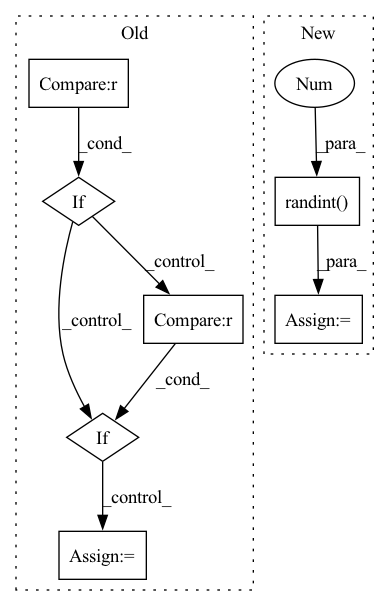 Old
New
Compare:r
Num
_cond_
_para_
If
randint()
_control_
_control_
_para_
Compare:r
Assign:=
_cond_
If
_control_
Assign:=